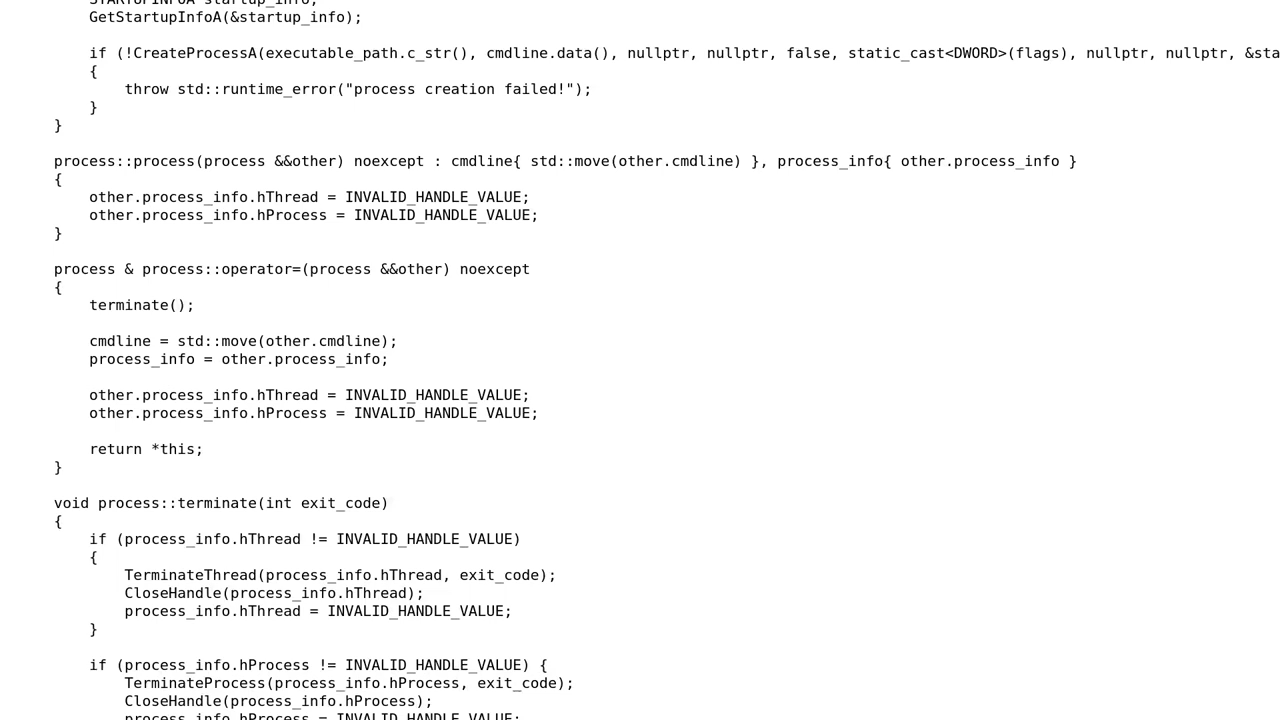 STARTUPINFOA startup_info;
GetStartupInfoA(&startup_info);
if (!CreateProcessA(executable_path.c_str(), cmdline.data(), nullptr, nullptr, false, static_cast<DWORD>(flags), nullptr, nullptr, &sta
{
throw std::runtime_error("process creation failed!");
}
}
process::process(process &&other) noexcept : cmdline{ std::move(other.cmdline) }, process_info{ other.process_info }
{
other.process_info.hThread = INVALID_HANDLE_VALUE;
other.process_info.hProcess = INVALID_HANDLE_VALUE;
}
process & process::operator=(process &&other) noexcept
{
terminate();
cmdline = std::move(other.cmdline);
process_info = other.process_info;
other.process_info.hThread = INVALID_HANDLE_VALUE;
other.process_info.hProcess = INVALID_HANDLE_VALUE;
return *this;
}
void process::terminate(int exit_code)
{
if (process_info.hThread != INVALID_HANDLE_VALUE)
{
TerminateThread(process_info.hThread, exit_code);
CloseHandle(process_info.hThread);
process_info.hThread = INVALID_HANDLE_VALUE;
}
if (process_info.hProcess != INVALID_HANDLE_VALUE) {
TerminateProcess(process_info.hProcess, exit_code);
CloseHandle(process_info.hProcess);
process_info.hProcess = INVALID_HANDLE_VALUE;